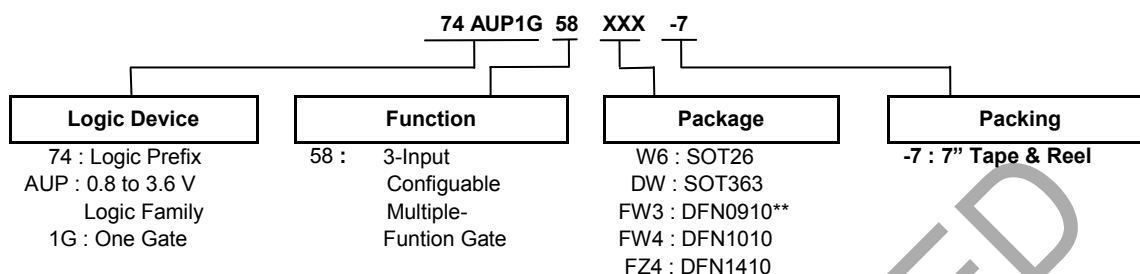 74 AUP1G 58 XXX -7
Logic Device
74 : Logic Prefix
AUP : 0.8 to 3.6 V
Logic Family
1G : One Gate
Function
58 : 3-Input
Configuable
Multiple-
Funtion Gate
Package
W6 : SOT26
DW : SOT363
FW3 : DFN0910**
FW4 : DFN1010
FZ4 : DFN1410
Packing
-7 : 7” Tape & Reel